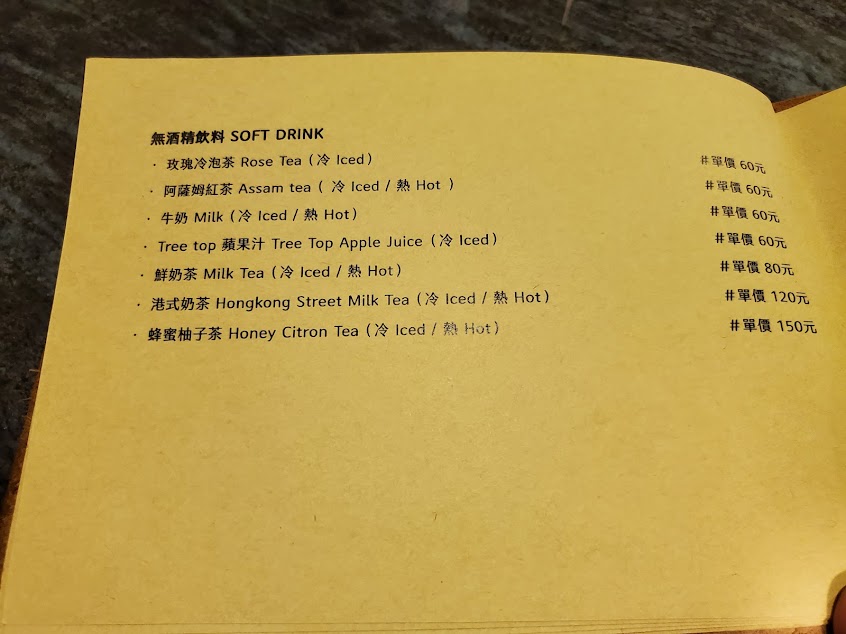 無酒精飲料 SOFT DRINK
· 玫瑰冷泡茶 Rose Tea (冷 Iced) #單價 60元
· 阿薩姆紅茶 Assam tea ( 冷 Iced / 熱 Hot ) #單價 60元
· 牛奶 Milk (冷 Iced / 熱 Hot) #單價 60元
· Tree top 蘋果汁 Tree Top Apple Juice (冷 Iced) #單價 60元
· 鮮奶茶 Milk Tea (冷 Iced / 熱 Hot) #單價 80元
· 港式奶茶 Hongkong Street Milk Tea (冷 Iced / 熱 Hot) #單價 120元
· 蜂蜜柚子茶 Honey Citron Tea (冷 Iced / 熱 Hot) #單價 150元